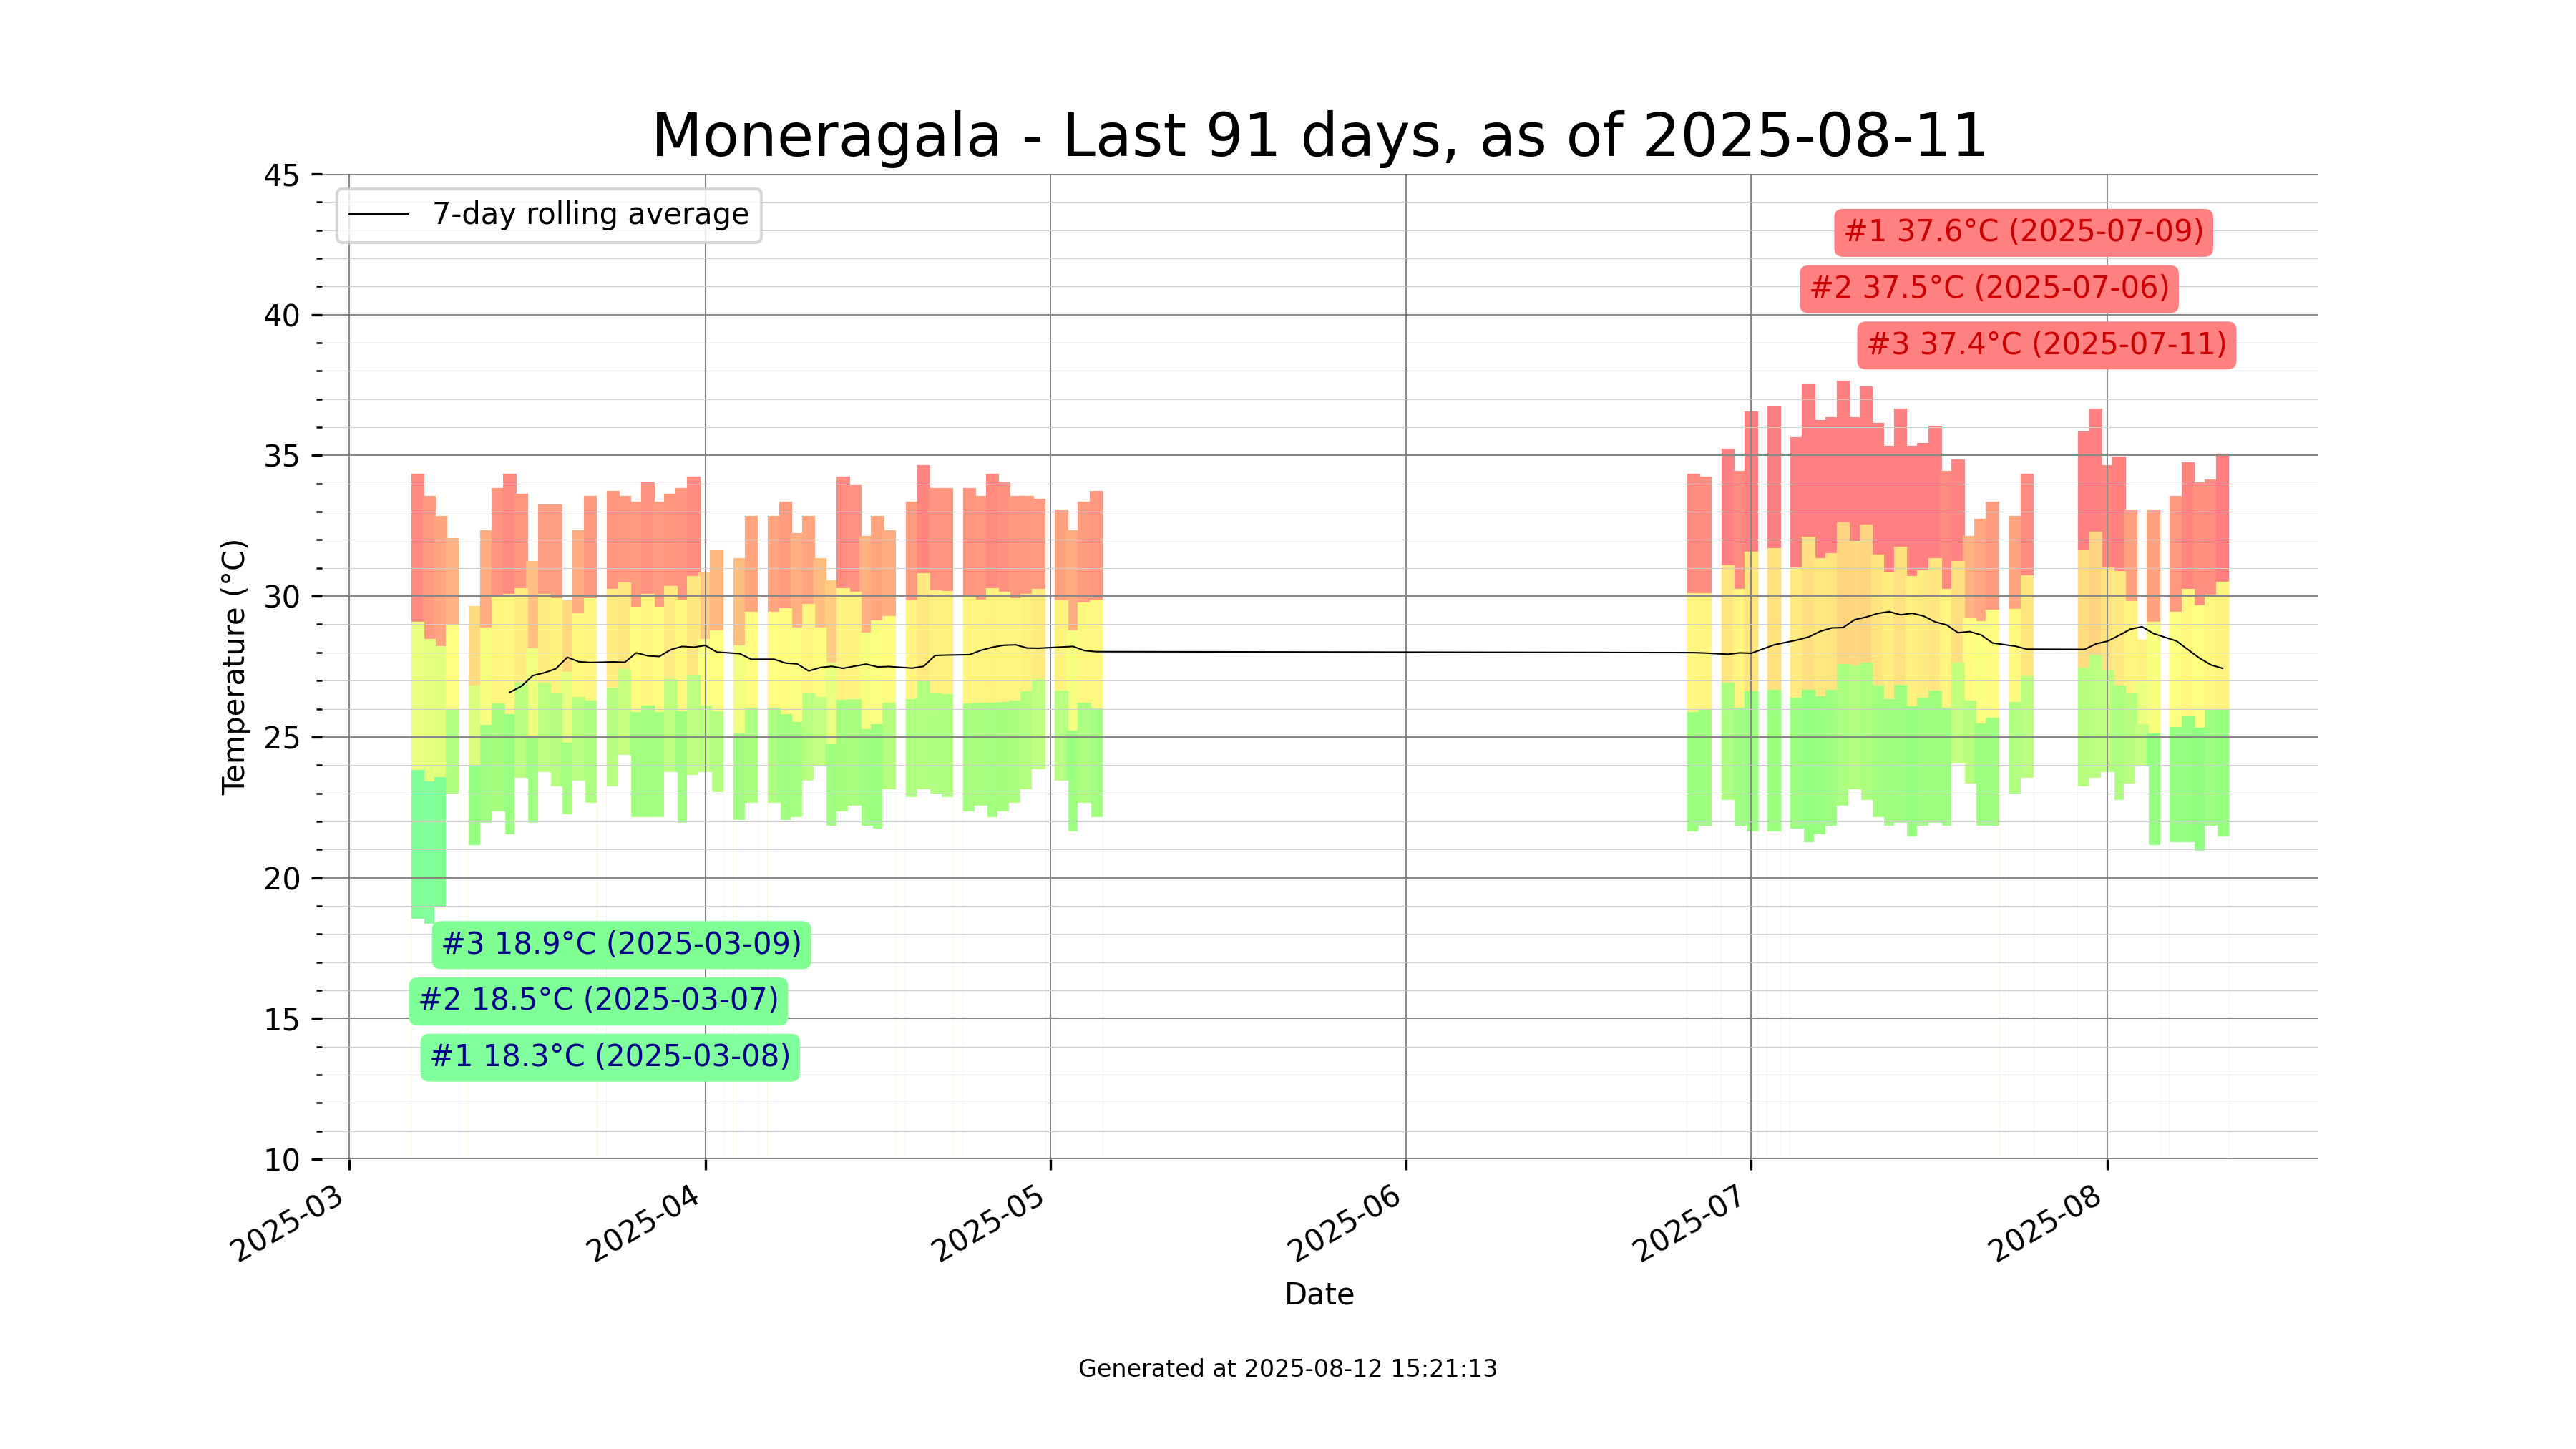 Moneragala - Last 91 days, as of 2025-08-11
7-day rolling average
#1 37.6°C (2025-07-09)
#2 37.5°C (2025-07-06)
#3 37.4°C (2025-07-11)
45
40
35
30
25
20
15
10
Temperature (°C)
#3 18.9°C (2025-03-09)
#2 18.5°C (2025-03-07)
#1 18.3°C (2025-03-08)
2025-03
2025-04
2025-05
2025-06
2025-07
2025-08
Date
Generated at 2025-08-12 15:21:13